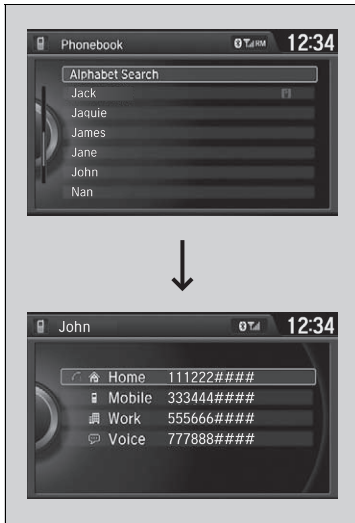 Phonebook RM 12:34
Alphabet Search
Jack
Jaquie
James
Jane
John
Nan
John 12:34
Home 111222####
Mobile 333444####
Work 555666####
Voice 777888####